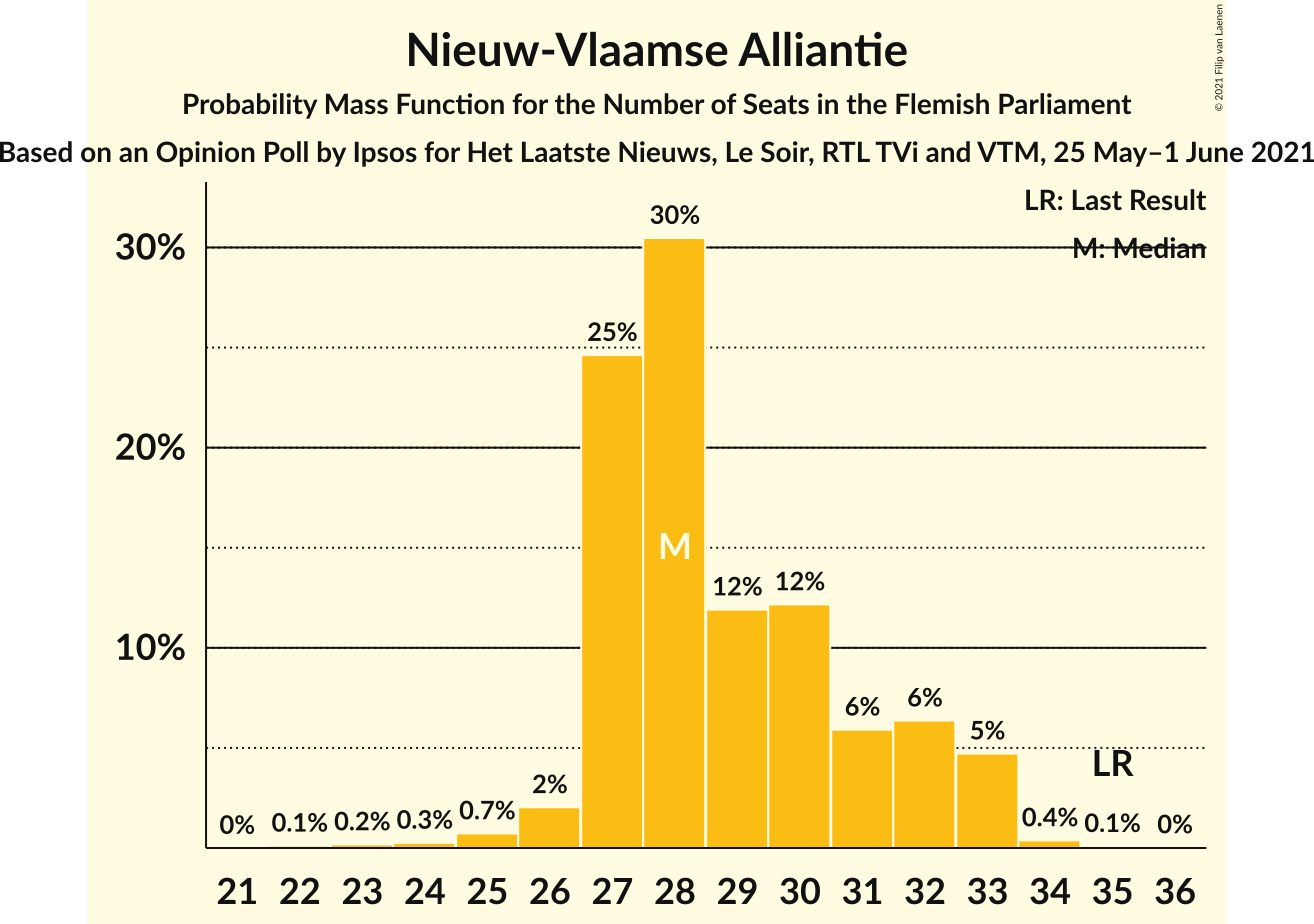 Nieuw-Vlaamse Alliantie
Probability Mass Function for the Number of Seats in the Flemish Parliament
Based on an Opinion Poll by Ipsos for Het Laatste Nieuws, Le Soir, RTL TVi and VTM, 25 May–1 June 2021
© 2021 Filip van Laenen
LR: Last Result
M: Median
30%
20%
10%
0%
0.1%
0.2%
0.3%
0.7%
2%
25%
30%
12%
12%
6%
6%
5%
0.4%
0.1%
0%
M
LR
21 22 23 24 25 26 27 28 29 30 31 32 33 34 35 36